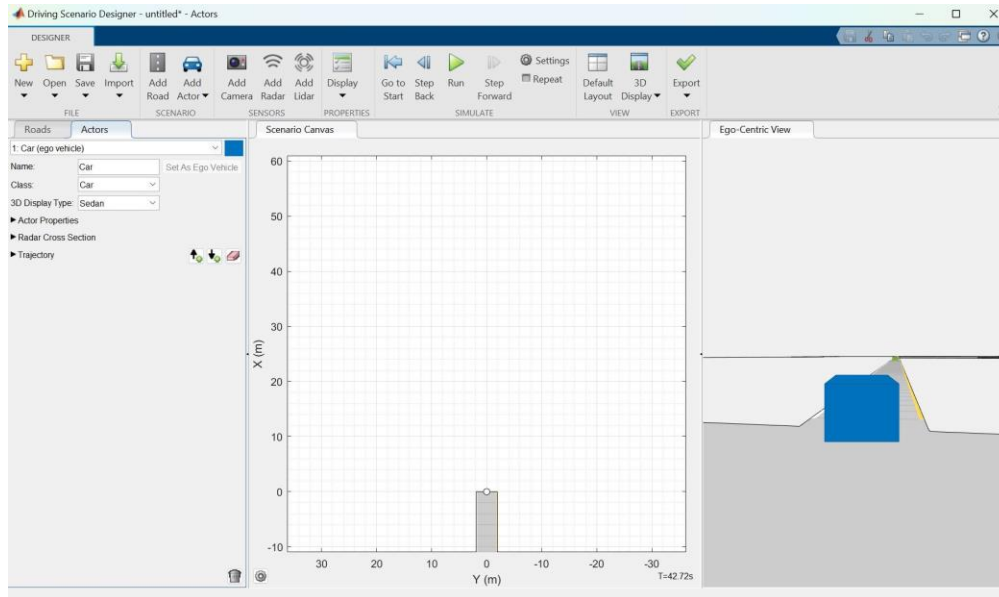 Driving Scenario Designer - untitled* - Actors
DESIGNER
New Open Save Import Add Road Add Actor Add Camera Add Radar Add Lidar Display Go to Start Step Back Run Step Forward Settings Repeat Default Layout 3D Display Export
FILE SCENARIO SENSORS PROPERTIES SIMULATE VIEW EXPORT
Roads Actors Scenario Canvas Ego-Centric View
1: Car (ego vehicle)
Name: Car Set As Ego Vehicle
Class: Car
3D Display Type: Sedan
Actor Properties
Radar Cross Section
Trajectory
60
50
40
30
X (m)
20
10
0
-10
30 20 10 0 -10 -20 -30
Y (m)
T=42.72s